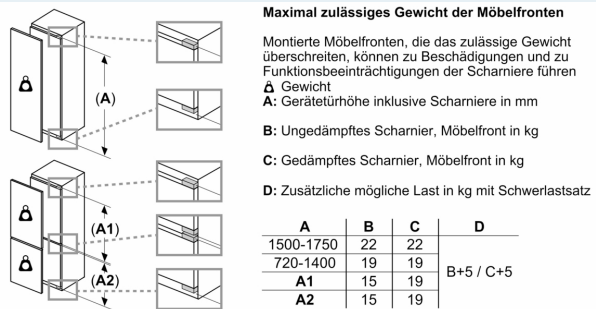 Maximal zulässiges Gewicht der Möbelfronten
Montierte Möbelfronten, die das zulässige Gewicht
überschreiten, können zu Beschädigungen und zu
Funktionsbeeinträchtigungen der Scharniere führen
Gewicht
A: Gerätetürhöhe inklusive Scharniere in mm
B: Ungedämpftes Scharnier, Möbelfront in kg
C: Gedämpftes Scharnier, Möbelfront in kg
D: Zusätzliche mögliche Last in kg mit Schwerlastsatz
(A)
(A1)
(A2)
A B C D
1500-1750 22 22
720-1400 19 19
B+5 / C+5
A1 15 19
A2 15 19